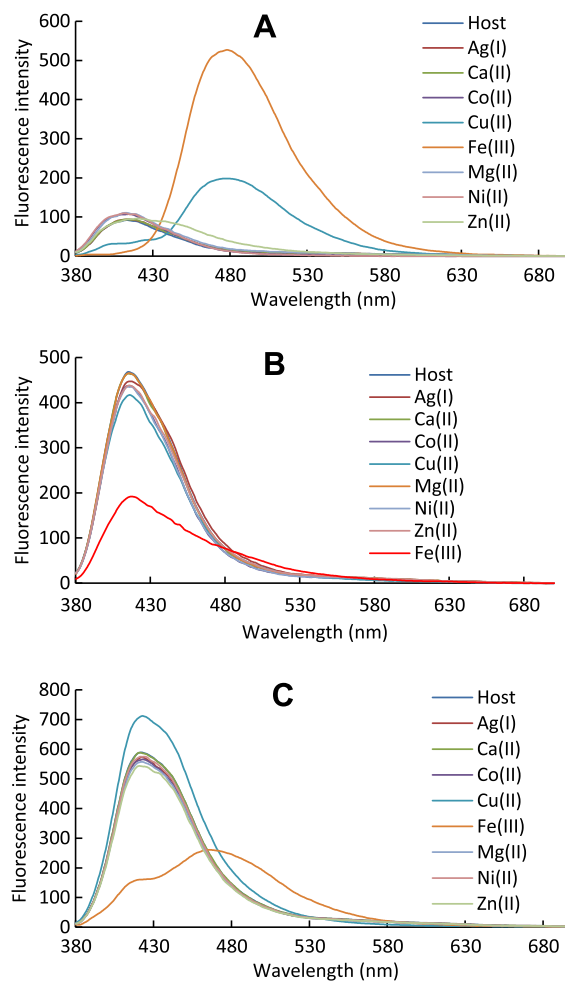 A
600
500
400
300
200
100
0
Fluorescence intensity
380 430 480 530 580 630 680
Wavelength (nm)
Host
Ag(I)
Ca(II)
Co(II)
Cu(II)
Fe(III)
Mg(II)
Ni(II)
Zn(II)
B
500
400
300
200
100
0
Fluorescence intensity
380 430 480 530 580 630 680
Wavelength (nm)
Host
Ag(I)
Ca(II)
Co(II)
Cu(II)
Mg(II)
Ni(II)
Zn(II)
Fe(III)
C
800
700
600
500
400
300
200
100
0
Fluorescence intensity
380 430 480 530 580 630 680
Wavelength (nm)
Host
Ag(I)
Ca(II)
Co(II)
Cu(II)
Fe(III)
Mg(II)
Ni(II)
Zn(II)